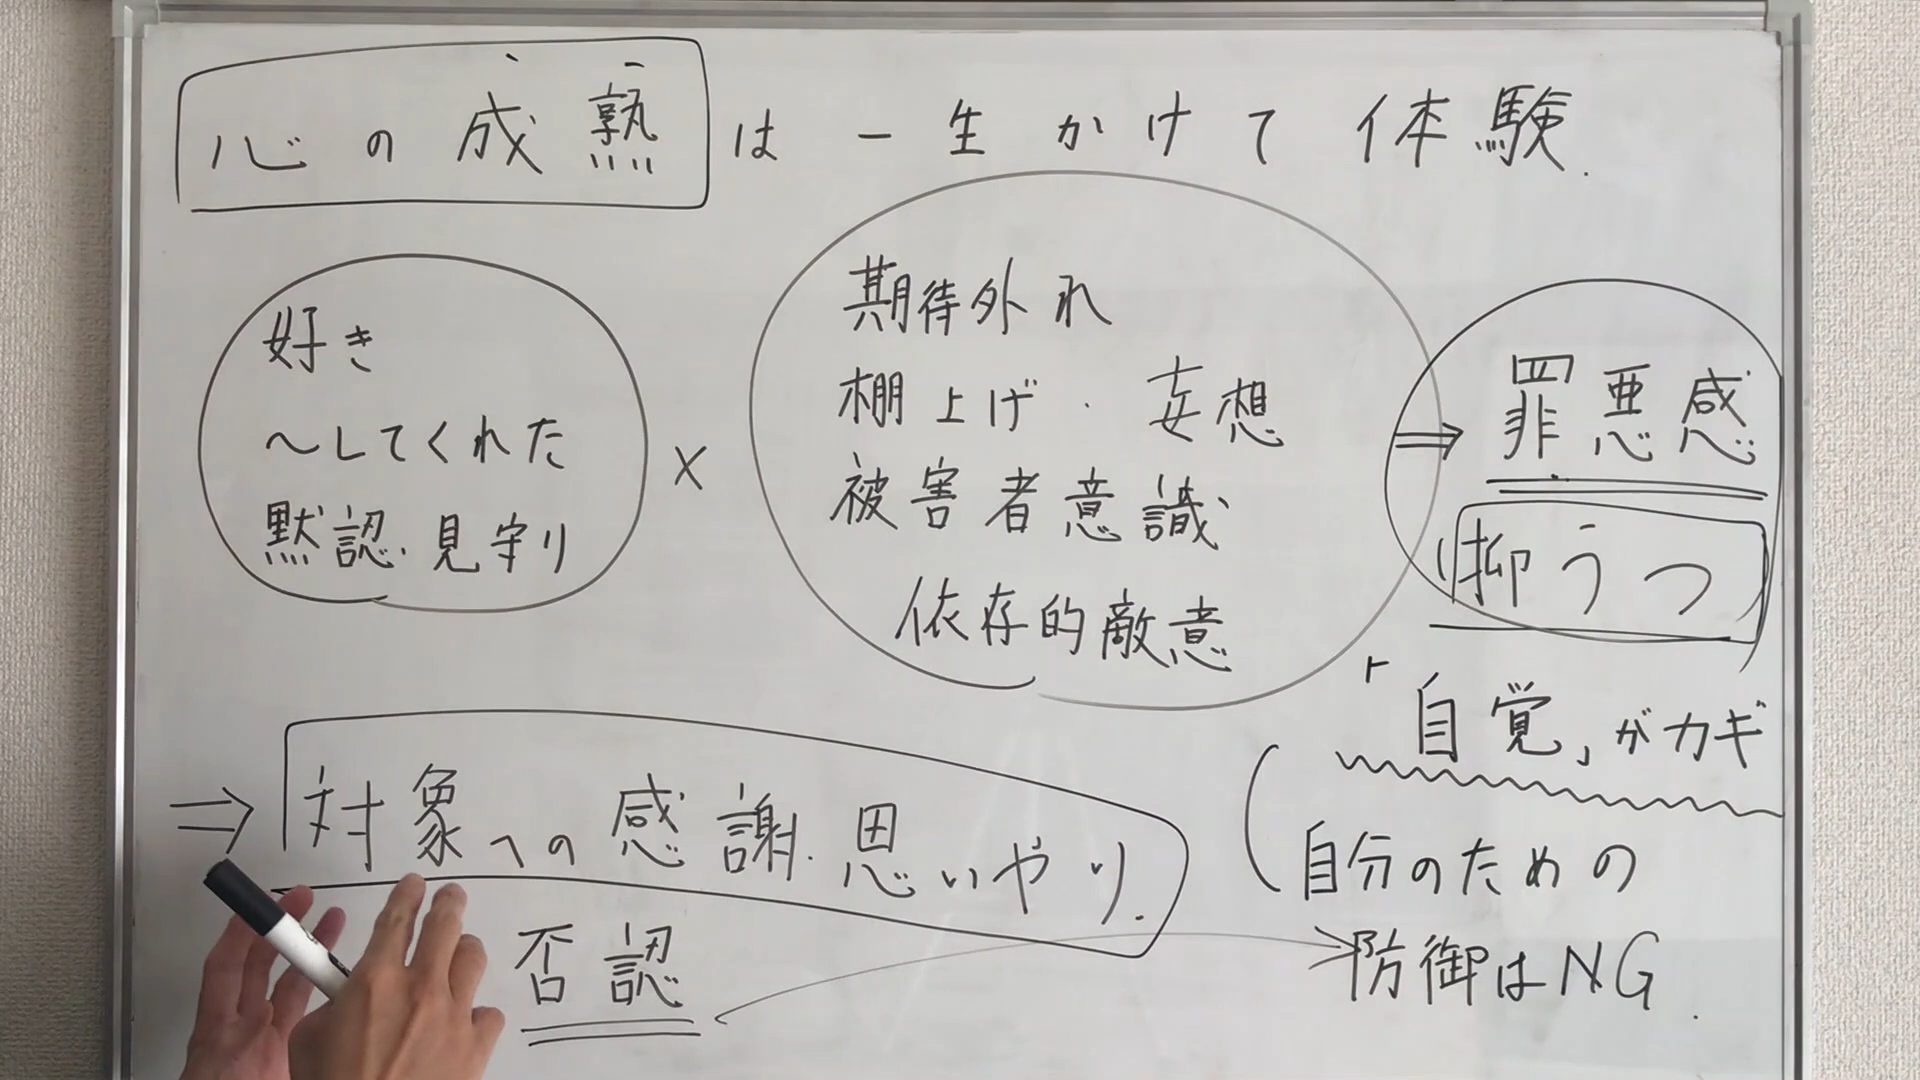 心の成熟は一生かけて体験.
好き
〜してくれた
黙認.見守り
×
期待外れ
棚上げ・妄想
被害者意識
依存的敵意
⇒罪悪感
抑うつ
「自覚」がカギ
⇒対象への感謝.思いやり.
否認
(自分のための
防御はNG.